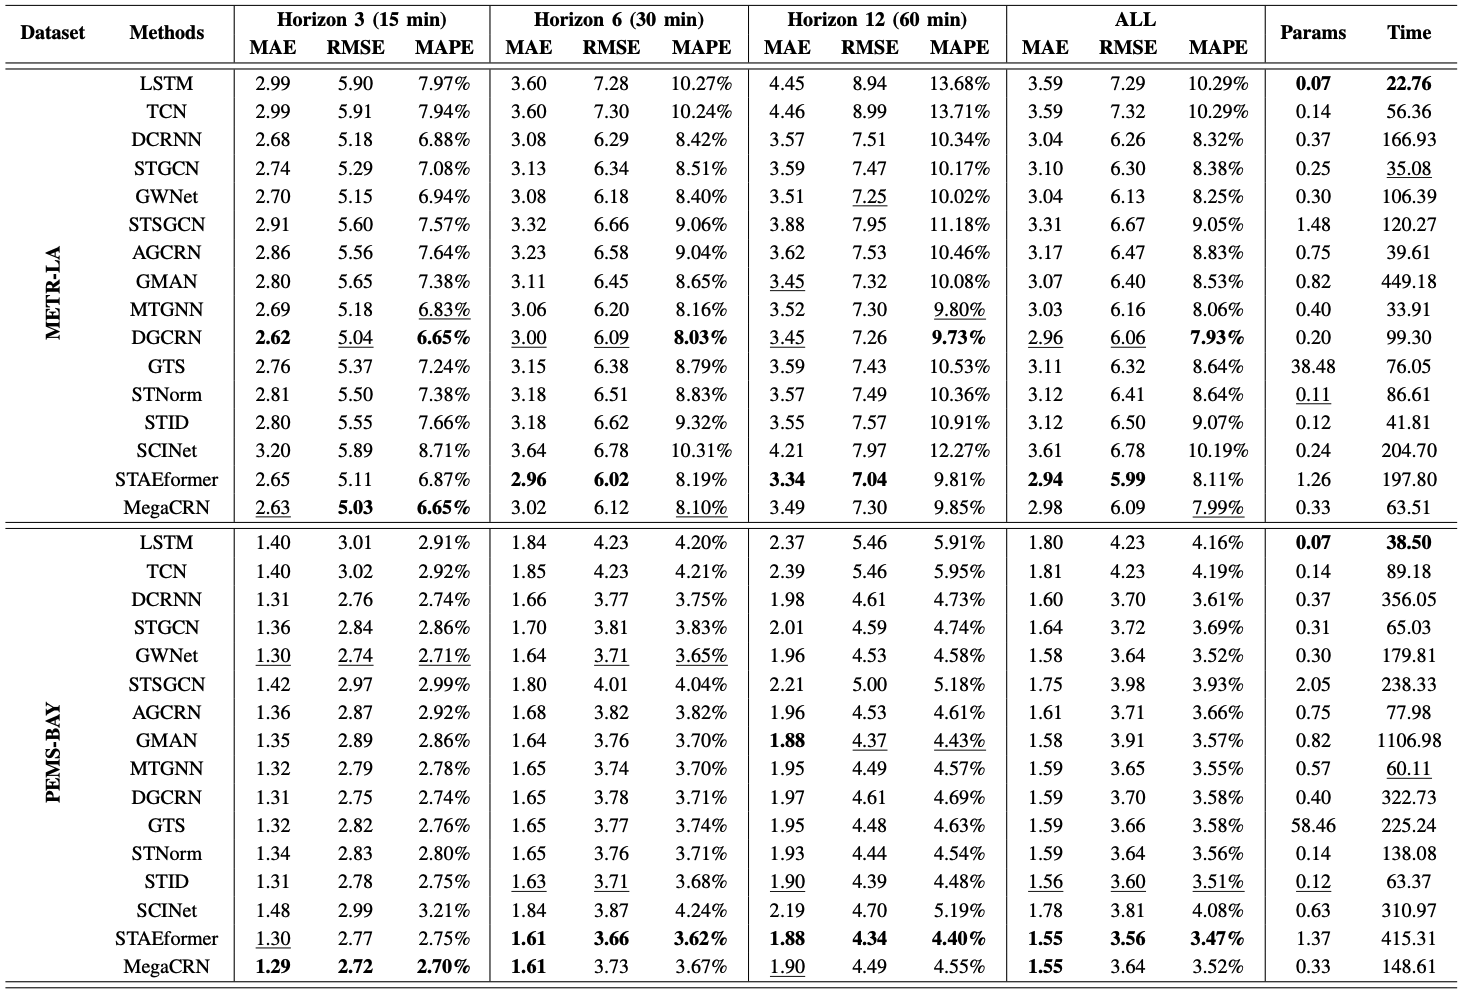 Dataset Methods Horizon 3 (15 min) Horizon 6 (30 min) Horizon 12 (60 min) ALL Params Time
MAE RMSE MAPE MAE RMSE MAPE MAE RMSE MAPE MAE RMSE MAPE
METR-LA
LSTM 2.99 5.90 7.97% 3.60 7.28 10.27% 4.45 8.94 13.68% 3.59 7.29 10.29% 0.07 22.76
TCN 2.99 5.91 7.94% 3.60 7.30 10.24% 4.46 8.99 13.71% 3.59 7.32 10.29% 0.14 56.36
DCRNN 2.68 5.18 6.88% 3.08 6.29 8.42% 3.57 7.51 10.34% 3.04 6.26 8.32% 0.37 166.93
STGCN 2.74 5.29 7.08% 3.13 6.34 8.51% 3.59 7.47 10.17% 3.10 6.30 8.38% 0.25 35.08
GWNet 2.70 5.15 6.94% 3.08 6.18 8.40% 3.51 7.25 10.02% 3.04 6.13 8.25% 0.30 106.39
STSGCN 2.91 5.60 7.57% 3.32 6.66 9.06% 3.88 7.95 11.18% 3.31 6.67 9.05% 1.48 120.27
AGCRN 2.86 5.56 7.64% 3.23 6.58 9.04% 3.62 7.53 10.46% 3.17 6.47 8.83% 0.75 39.61
GMAN 2.80 5.65 7.38% 3.11 6.45 8.65% 3.45 7.32 10.08% 3.07 6.40 8.53% 0.82 449.18
MTGNN 2.69 5.18 6.83% 3.06 6.20 8.16% 3.52 7.30 9.80% 3.03 6.16 8.06% 0.40 33.91
DGCRN 2.62 5.04 6.65% 3.00 6.09 8.03% 3.45 7.26 9.73% 2.96 6.06 7.93% 0.20 99.30
GTS 2.76 5.37 7.24% 3.15 6.38 8.79% 3.59 7.43 10.53% 3.11 6.32 8.64% 38.48 76.05
STNorm 2.81 5.50 7.38% 3.18 6.51 8.83% 3.57 7.49 10.36% 3.12 6.41 8.64% 0.11 86.61
STID 2.80 5.55 7.66% 3.18 6.62 9.32% 3.55 7.57 10.91% 3.12 6.50 9.07% 0.12 41.81
SCINet 3.20 5.89 8.71% 3.64 6.78 10.31% 4.21 7.97 12.27% 3.61 6.78 10.19% 0.24 204.70
STAEformer 2.65 5.11 6.87% 2.96 6.02 8.19% 3.34 7.04 9.81% 2.94 5.99 8.11% 1.26 197.80
MegaCRN 2.63 5.03 6.65% 3.02 6.12 8.10% 3.49 7.30 9.85% 2.98 6.09 7.99% 0.33 63.51
PEMS-BAY
LSTM 1.40 3.01 2.91% 1.84 4.23 4.20% 2.37 5.46 5.91% 1.80 4.23 4.16% 0.07 38.50
TCN 1.40 3.02 2.92% 1.85 4.23 4.21% 2.39 5.46 5.95% 1.81 4.23 4.19% 0.14 89.18
DCRNN 1.31 2.76 2.74% 1.66 3.77 3.75% 1.98 4.61 4.73% 1.60 3.70 3.61% 0.37 356.05
STGCN 1.36 2.84 2.86% 1.70 3.81 3.83% 2.01 4.59 4.74% 1.64 3.72 3.69% 0.31 65.03
GWNet 1.30 2.74 2.71% 1.64 3.71 3.65% 1.96 4.53 4.58% 1.58 3.64 3.52% 0.30 179.81
STSGCN 1.42 2.97 2.99% 1.80 4.01 4.04% 2.21 5.00 5.18% 1.75 3.98 3.93% 2.05 238.33
AGCRN 1.36 2.87 2.92% 1.68 3.82 3.82% 1.96 4.53 4.61% 1.61 3.71 3.66% 0.75 77.98
GMAN 1.35 2.89 2.86% 1.64 3.76 3.70% 1.88 4.37 4.43% 1.58 3.91 3.57% 0.82 1106.98
MTGNN 1.32 2.79 2.78% 1.65 3.74 3.70% 1.95 4.49 4.57% 1.59 3.65 3.55% 0.57 60.11
DGCRN 1.31 2.75 2.74% 1.65 3.78 3.71% 1.97 4.61 4.69% 1.59 3.70 3.58% 0.40 322.73
GTS 1.32 2.82 2.76% 1.65 3.77 3.74% 1.95 4.48 4.63% 1.59 3.66 3.58% 58.46 225.24
STNorm 1.34 2.83 2.80% 1.65 3.76 3.71% 1.93 4.44 4.54% 1.59 3.64 3.56% 0.14 138.08
STID 1.31 2.78 2.75% 1.63 3.71 3.68% 1.90 4.39 4.48% 1.56 3.60 3.51% 0.12 63.37
SCINet 1.48 2.99 3.21% 1.84 3.87 4.24% 2.19 4.70 5.19% 1.78 3.81 4.08% 0.63 310.97
STAEformer 1.30 2.77 2.75% 1.61 3.66 3.62% 1.88 4.34 4.40% 1.55 3.56 3.47% 1.37 415.31
MegaCRN 1.29 2.72 2.70% 1.61 3.73 3.67% 1.90 4.49 4.55% 1.55 3.64 3.52% 0.33 148.61